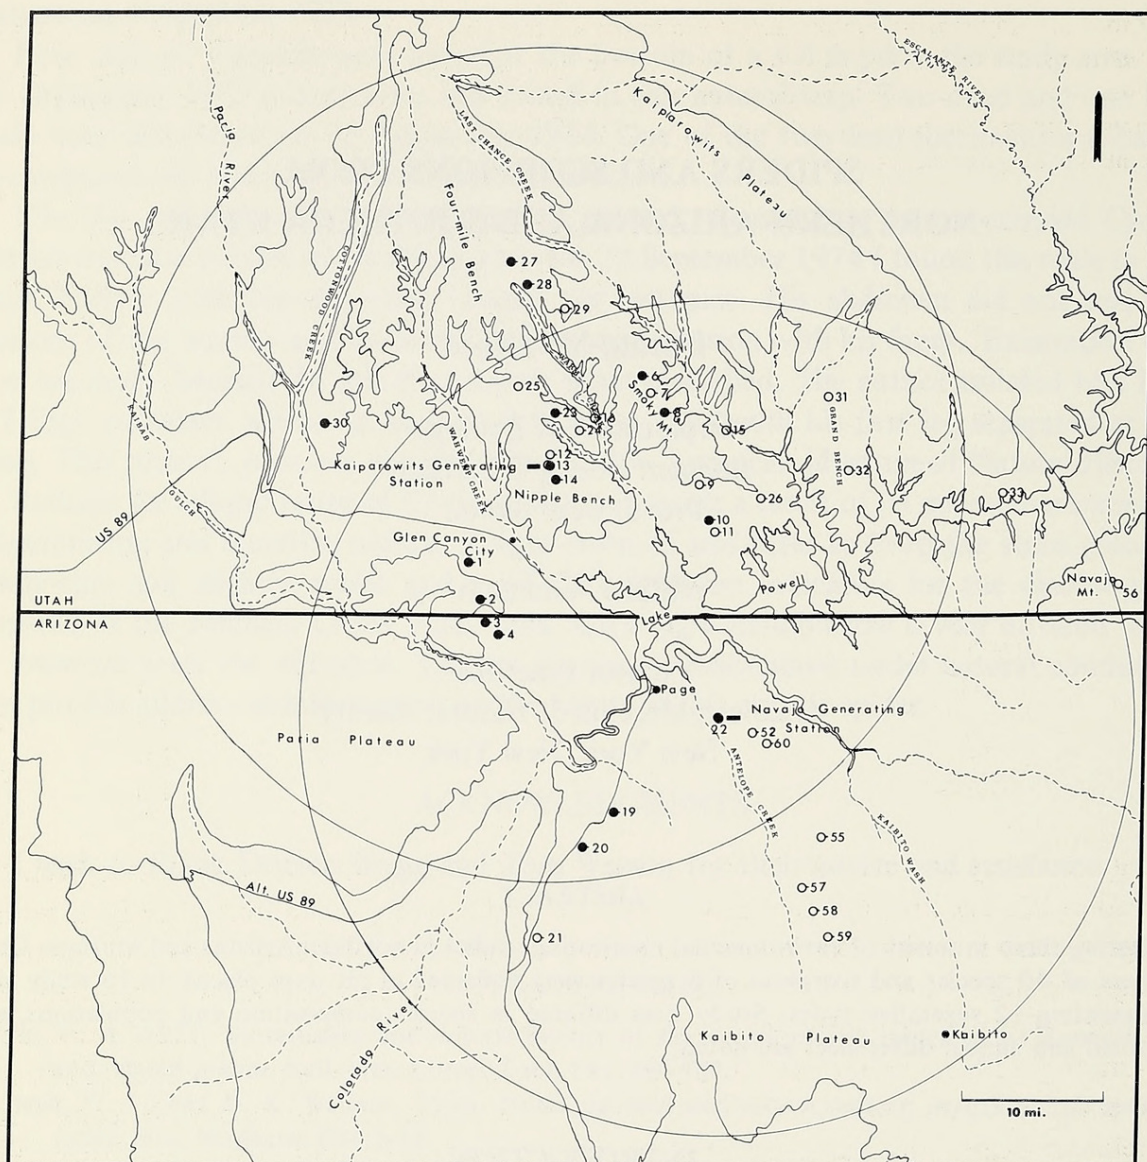 ESCALANTE RIVER
Paria River
LAST CHANCE CREEK
Kaiparowits Plateau
Fourmile Bench
COTTONWOOD CREEK
27
28
29
WARM CREEK
6
7
Smoky Mt.
25
23
16
8
24
15
31
GRAND BENCH
KAIBAB GULCH
30
WAHWEAP CREEK
12
Kaiparowits Generating Station
13
14
Nipple Bench
32
9
26
33
10
11
US 89
Glen Canyon City
1
2
Lake Powell
Navajo Mt.
56
UTAH
ARIZONA
3
4
Page
Navajo Generating Station
22
52
60
Paria Plateau
ANTELOPE CREEK
KAIBITO WASH
19
20
55
Alt. US 89
57
58
59
21
Colorado River
Kaibito Plateau
Kaibito
10 mi.